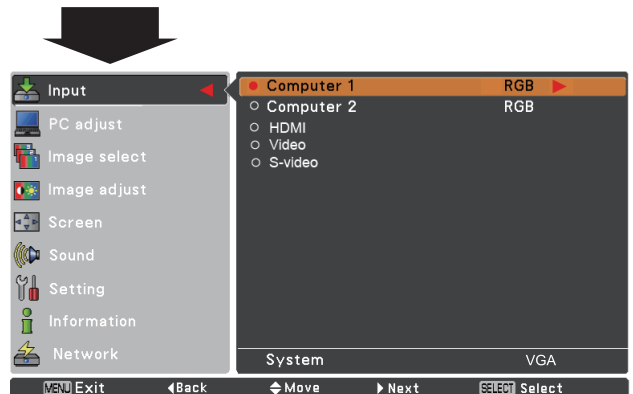 Input
PC adjust
Image select
Image adjust
Screen
Sound
Setting
Information
Network
Computer 1 RGB
Computer 2 RGB
HDMI
Video
S-video
System VGA
MENU Exit Back Move Next SELECT Select